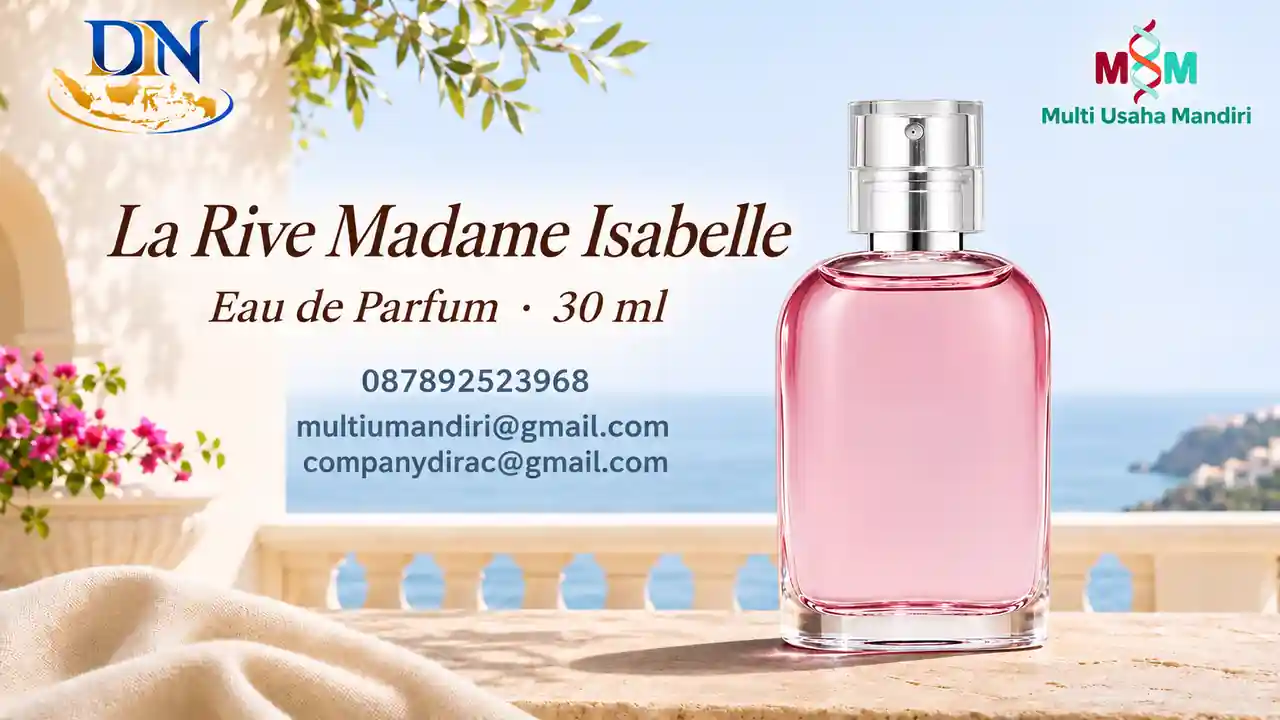 DIN
MSM
Multi Usaha Mandiri
La Rive Madame Isabelle
Eau de Parfum · 30 ml
087892523968
multiumandiri@gmail.com
companydirac@gmail.com